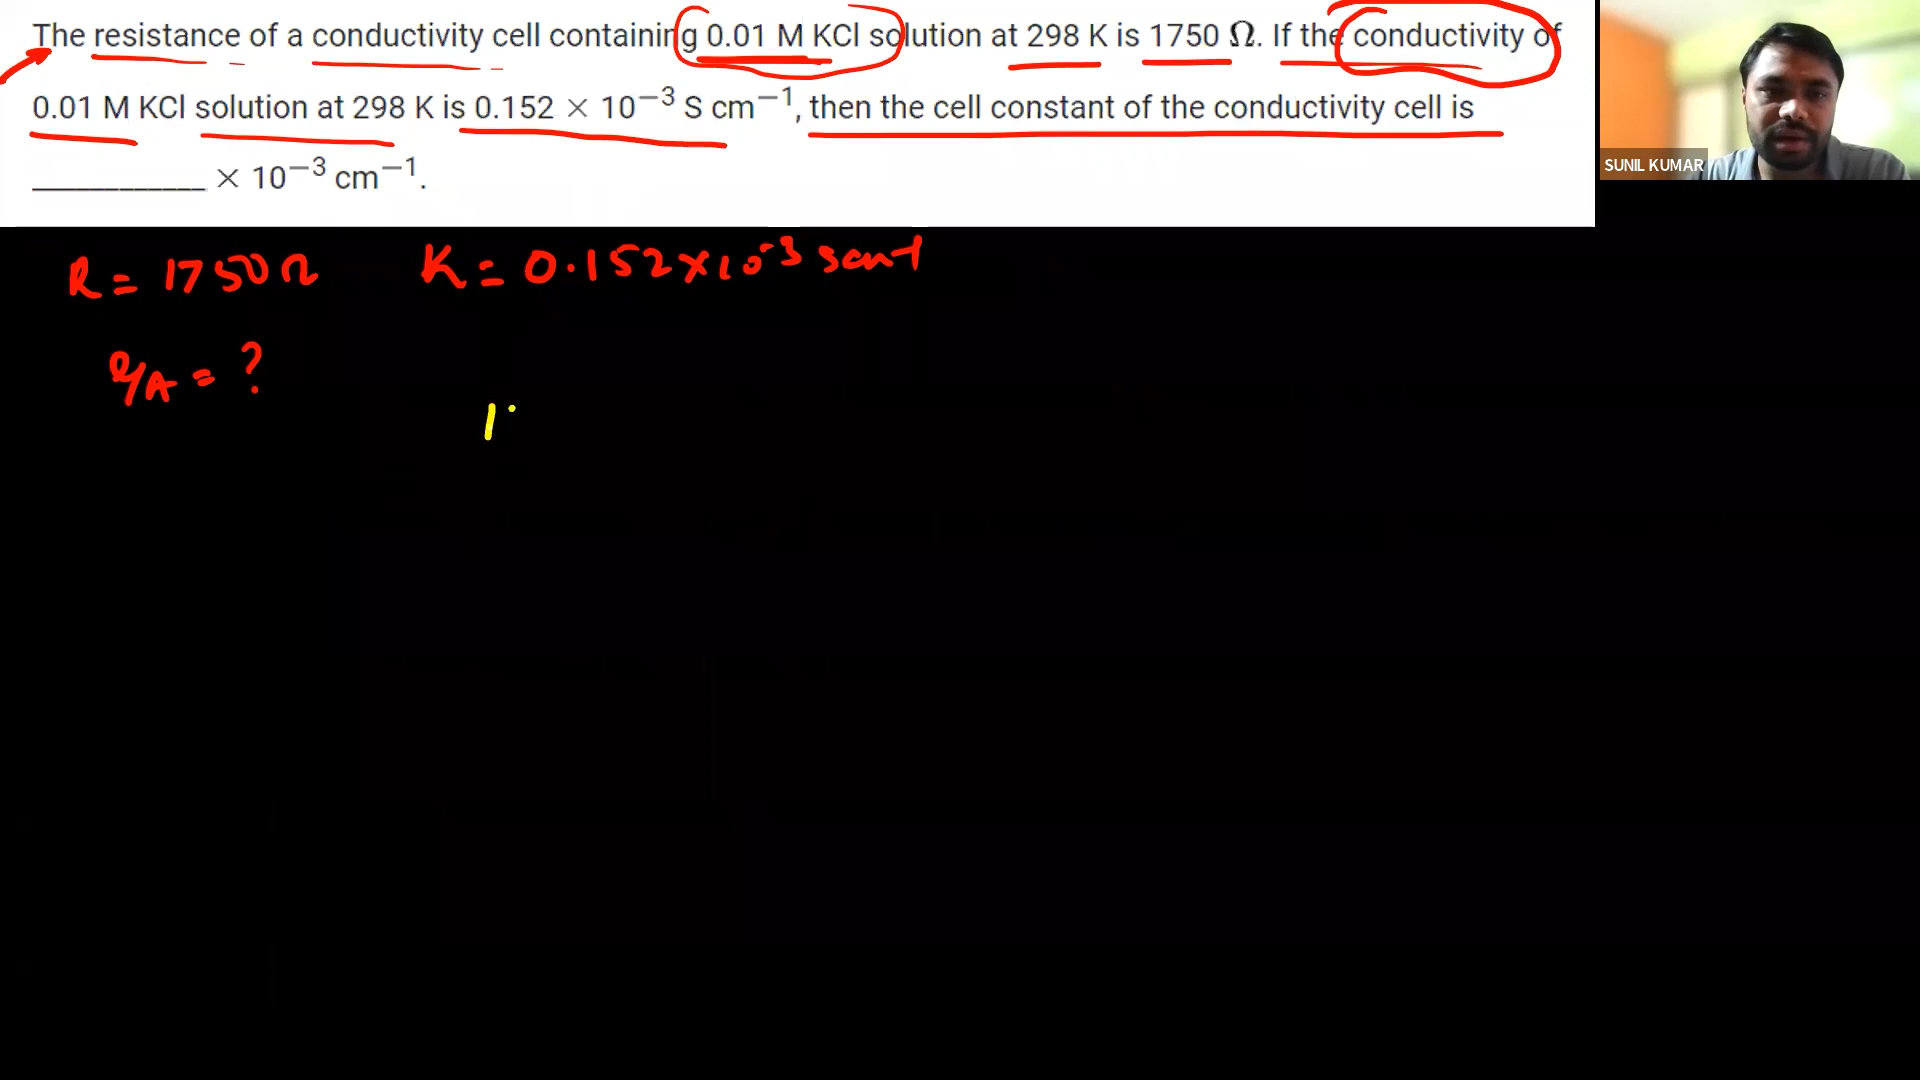 The resistance of a conductivity cell containing 0.01 M KCl solution at 298 K is 1750 Ω. If the conductivity of
0.01 M KCl solution at 298 K is 0.152 × 10⁻³ S cm⁻¹, then the cell constant of the conductivity cell is
___________ × 10⁻³ cm⁻¹.
SUNIL KUMAR
R = 1750 Ω K = 0.152 × 10⁻³ S cm⁻¹
l/A = ?